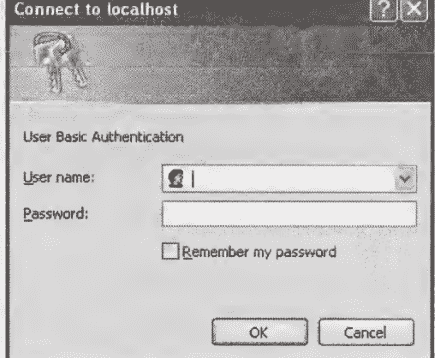 Connect to localhost
User Basic Authentication
User name:
Password:
Remember my password
OK
Cancel